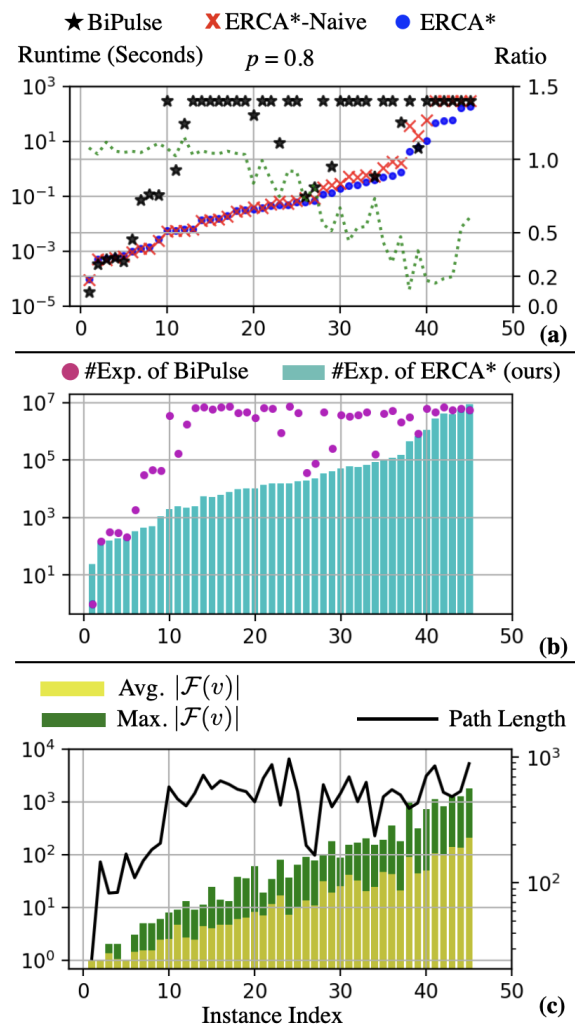 BiPulse ERCA*-Naive ERCA*
Runtime (Seconds) p = 0.8 Ratio
10³ 1.5
10¹ 1.0
10⁻¹
10⁻³ 0.5
0.2
10⁻⁵ 0.0
0 10 20 30 40 50
(a)
#Exp. of BiPulse #Exp. of ERCA* (ours)
10⁷
10⁵
10³
10¹
0 10 20 30 40 50
(b)
Avg. |𝓕(v)|
Max. |𝓕(v)| Path Length
10⁴ 10³
10³
10² 10²
10¹
10⁰
0 10 20 30 40 50
Instance Index (c)